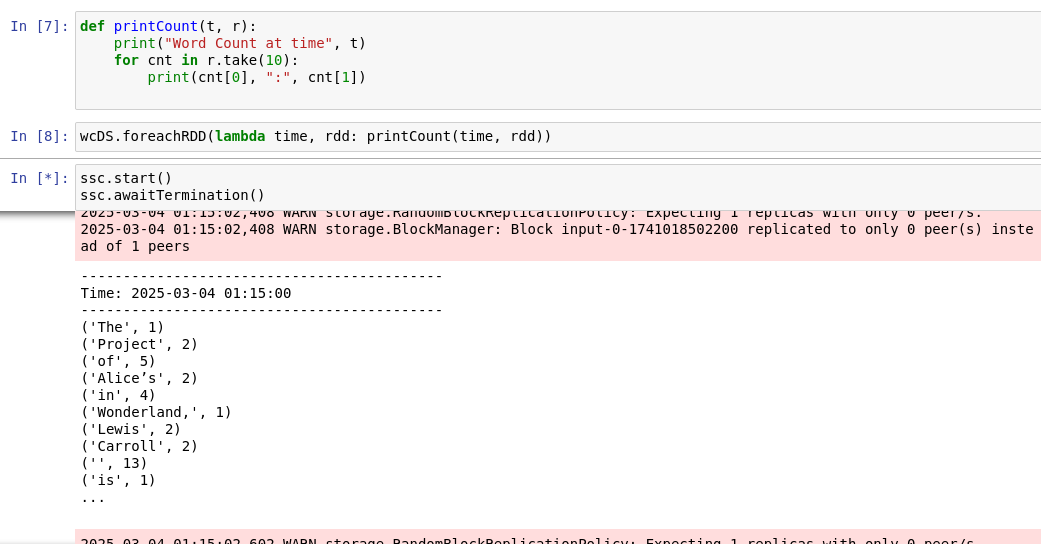 In [7]: def printCount(t, r):
    print("Word Count at time", t)
    for cnt in r.take(10):
        print(cnt[0], ":", cnt[1])
In [8]: wcDS.foreachRDD(lambda time, rdd: printCount(time, rdd))
In [*]: ssc.start()
ssc.awaitTermination()
2025-03-04 01:15:02,408 WARN storage.RandomBlockReplicationPolicy: Expecting 1 replicas with only 0 peer/s.
2025-03-04 01:15:02,408 WARN storage.BlockManager: Block input-0-1741018502200 replicated to only 0 peer(s) inste
ad of 1 peers
-------------------------------------------
Time: 2025-03-04 01:15:00
-------------------------------------------
('The', 1)
('Project', 2)
('of', 5)
('Alice’s', 2)
('in', 4)
('Wonderland,', 1)
('Lewis', 2)
('Carroll', 2)
('', 13)
('is', 1)
...
2025-03-04 01:15:02,602 WARN storage.RandomBlockReplicationPolicy: Expecting 1 replicas with only 0 peer/s.